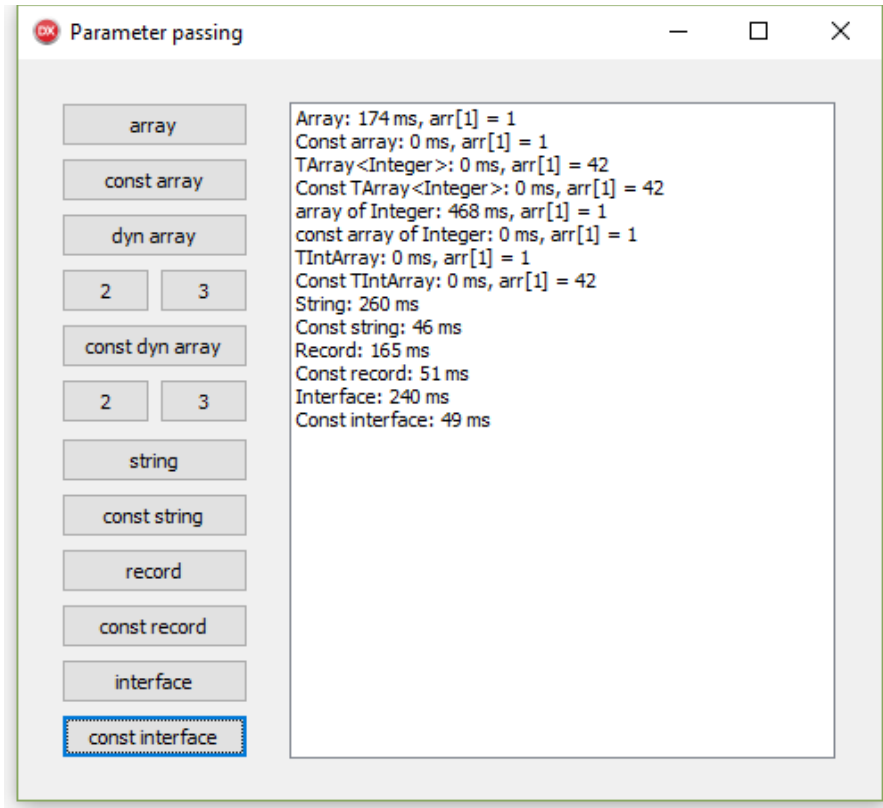 DX Parameter passing
array
const array
dyn array
2 3
const dyn array
2 3
string
const string
record
const record
interface
const interface
Array: 174 ms, arr[1] = 1
Const array: 0 ms, arr[1] = 1
TArray<Integer>: 0 ms, arr[1] = 42
Const TArray<Integer>: 0 ms, arr[1] = 42
array of Integer: 468 ms, arr[1] = 1
const array of Integer: 0 ms, arr[1] = 1
TIntArray: 0 ms, arr[1] = 1
Const TIntArray: 0 ms, arr[1] = 42
String: 260 ms
Const string: 46 ms
Record: 165 ms
Const record: 51 ms
Interface: 240 ms
Const interface: 49 ms